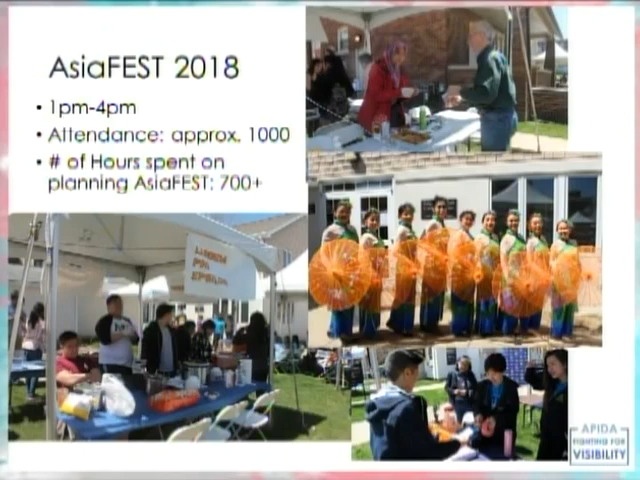 AsiaFEST 2018
• 1pm-4pm
• Attendance: approx. 1000
• # of Hours spent on
planning AsiaFEST: 700+
APIDA
FIGHTING FOR
VISIBILITY